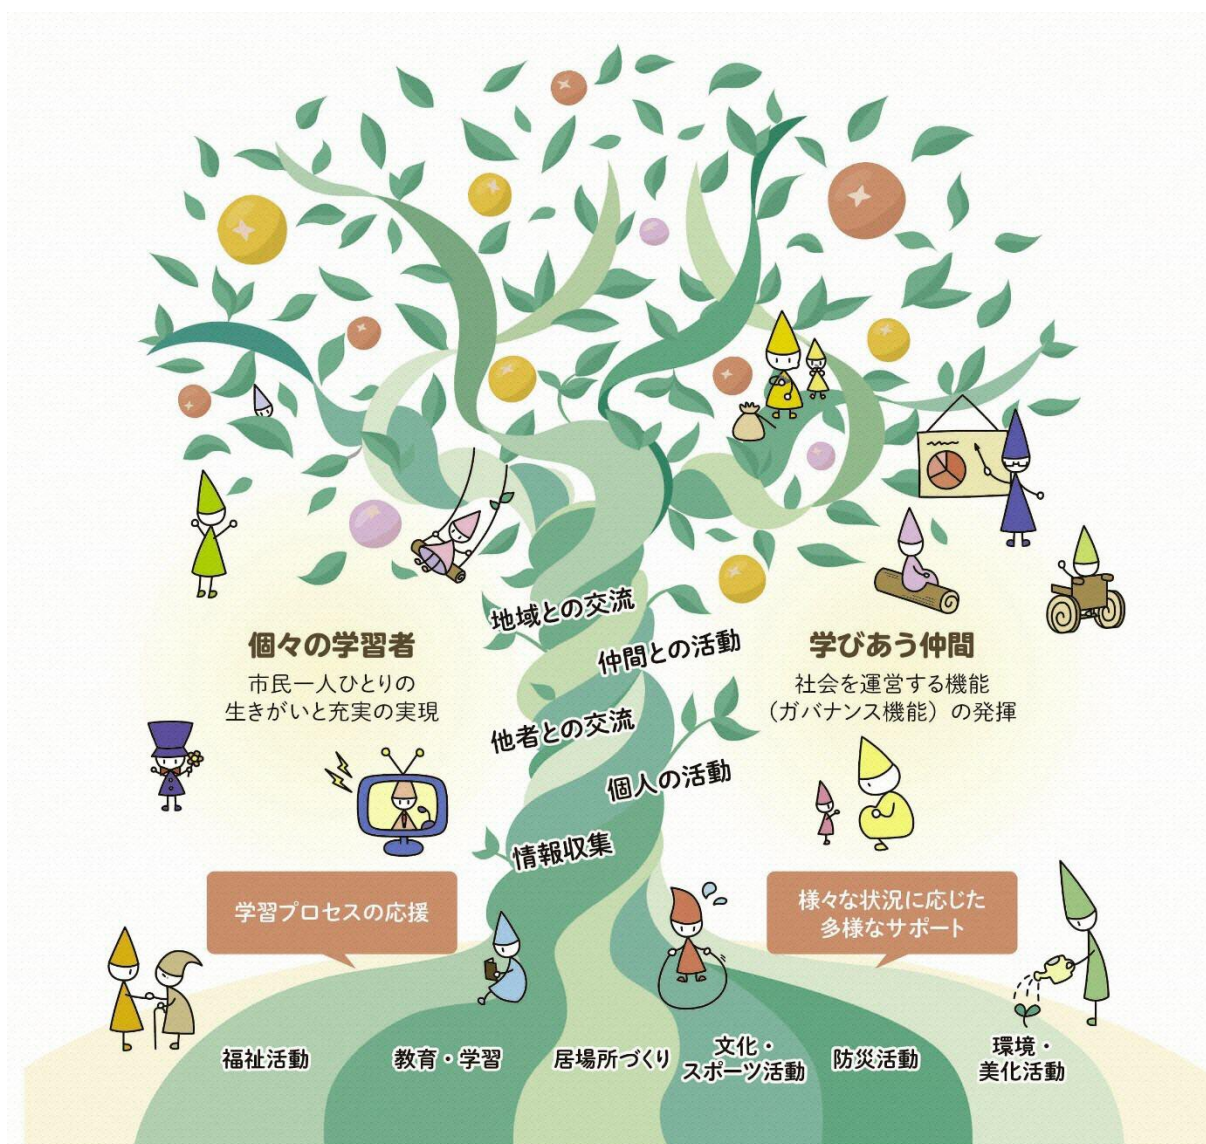 地域との交流
仲間との活動
個々の学習者
市民一人ひとりの
生きがいと充実の実現
学びあう仲間
社会を運営する機能
（ガバナンス機能）の発揮
他者との交流
個人の活動
情報収集
学習プロセスの応援
様々な状況に応じた
多様なサポート
福祉活動
教育・学習
居場所づくり
文化・
スポーツ活動
防災活動
環境・
美化活動